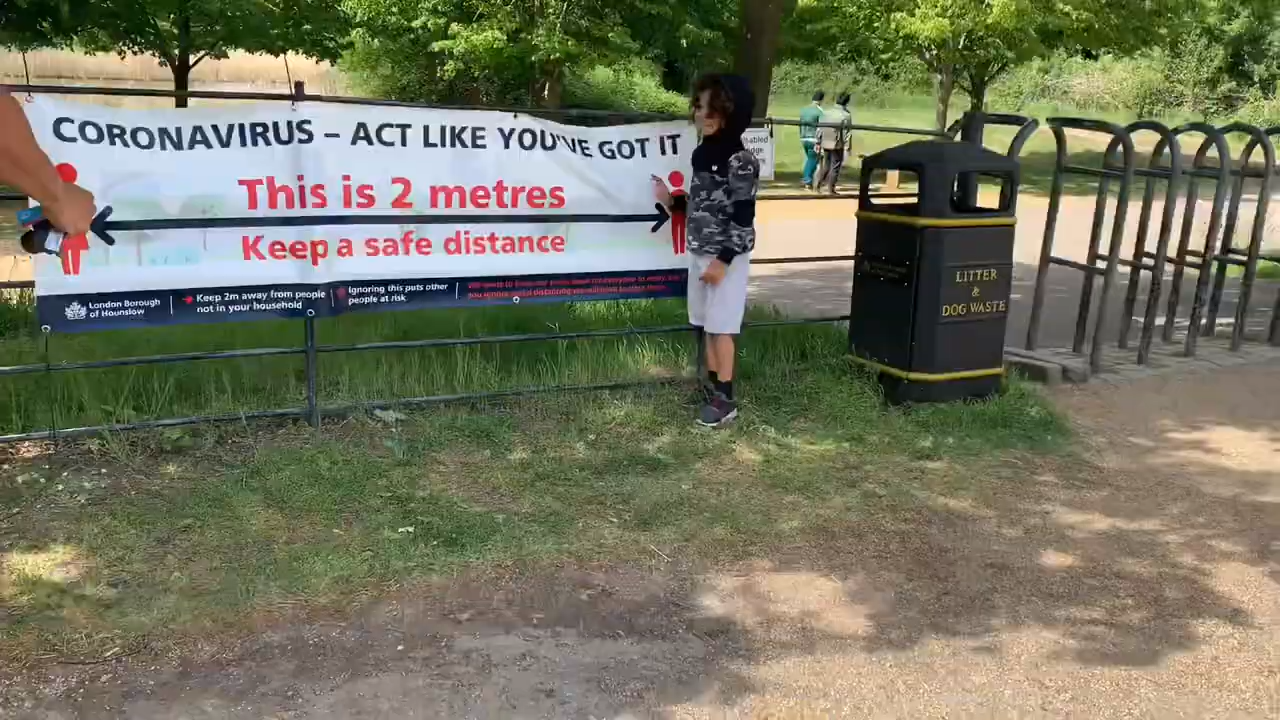 CORONAVIRUS – ACT LIKE YOU'VE GOT IT
This is 2 metres
Keep a safe distance
London Borough
of Hounslow
Keep 2m away from people
not in your household
Ignoring this puts other
people at risk
LITTER
&
DOG WASTE